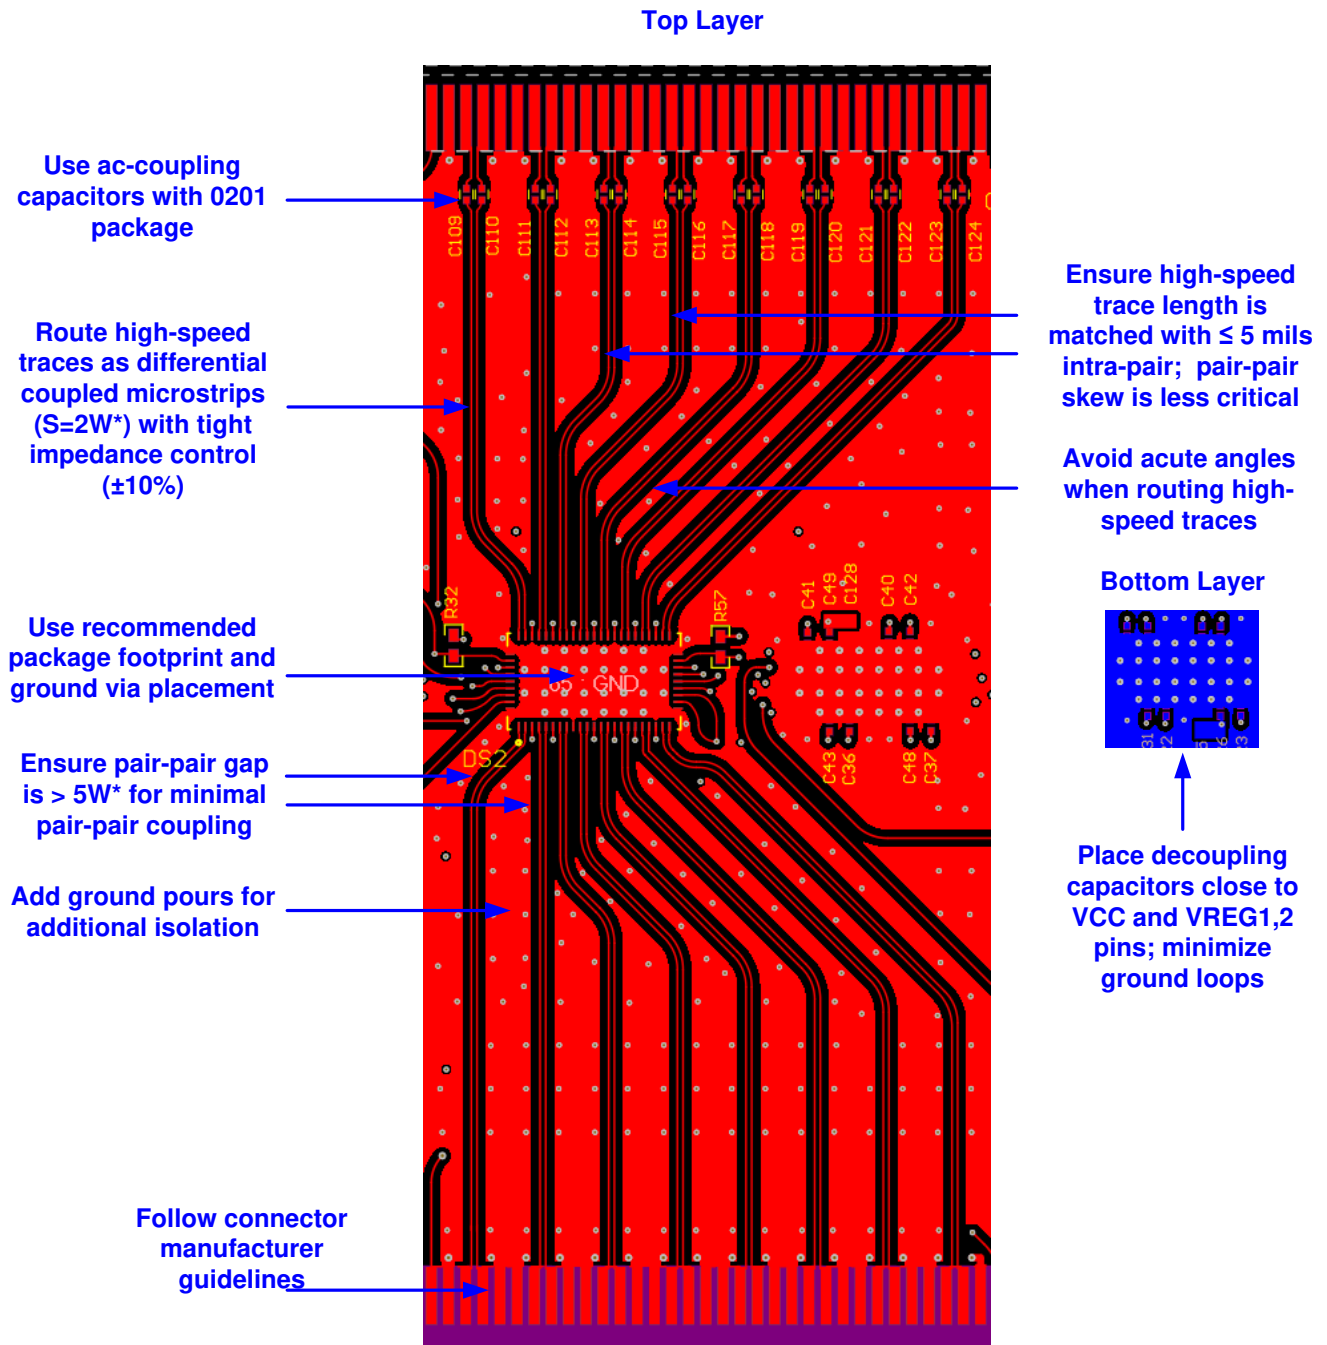 Top Layer
Use ac-coupling
capacitors with 0201
package
C109
C110
C111
C112
C113
C114
C115
C116
C117
C118
C119
C120
C121
C122
C123
C124
Route high-speed
traces as differential
coupled microstrips
(S=2W*) with tight
impedance control
(±10%)
Ensure high-speed
trace length is
matched with ≤ 5 mils
intra-pair; pair-pair
skew is less critical
Avoid acute angles
when routing high-
speed traces
Bottom Layer
R32
R57
C41
C49
C128
C40
C42
Use recommended
package footprint and
ground via placement
65 : GND
DS2
C43
C36
C48
C37
Ensure pair-pair gap
is > 5W* for minimal
pair-pair coupling
Place decoupling
capacitors close to
VCC and VREG1,2
pins; minimize
ground loops
Add ground pours for
additional isolation
Follow connector
manufacturer
guidelines